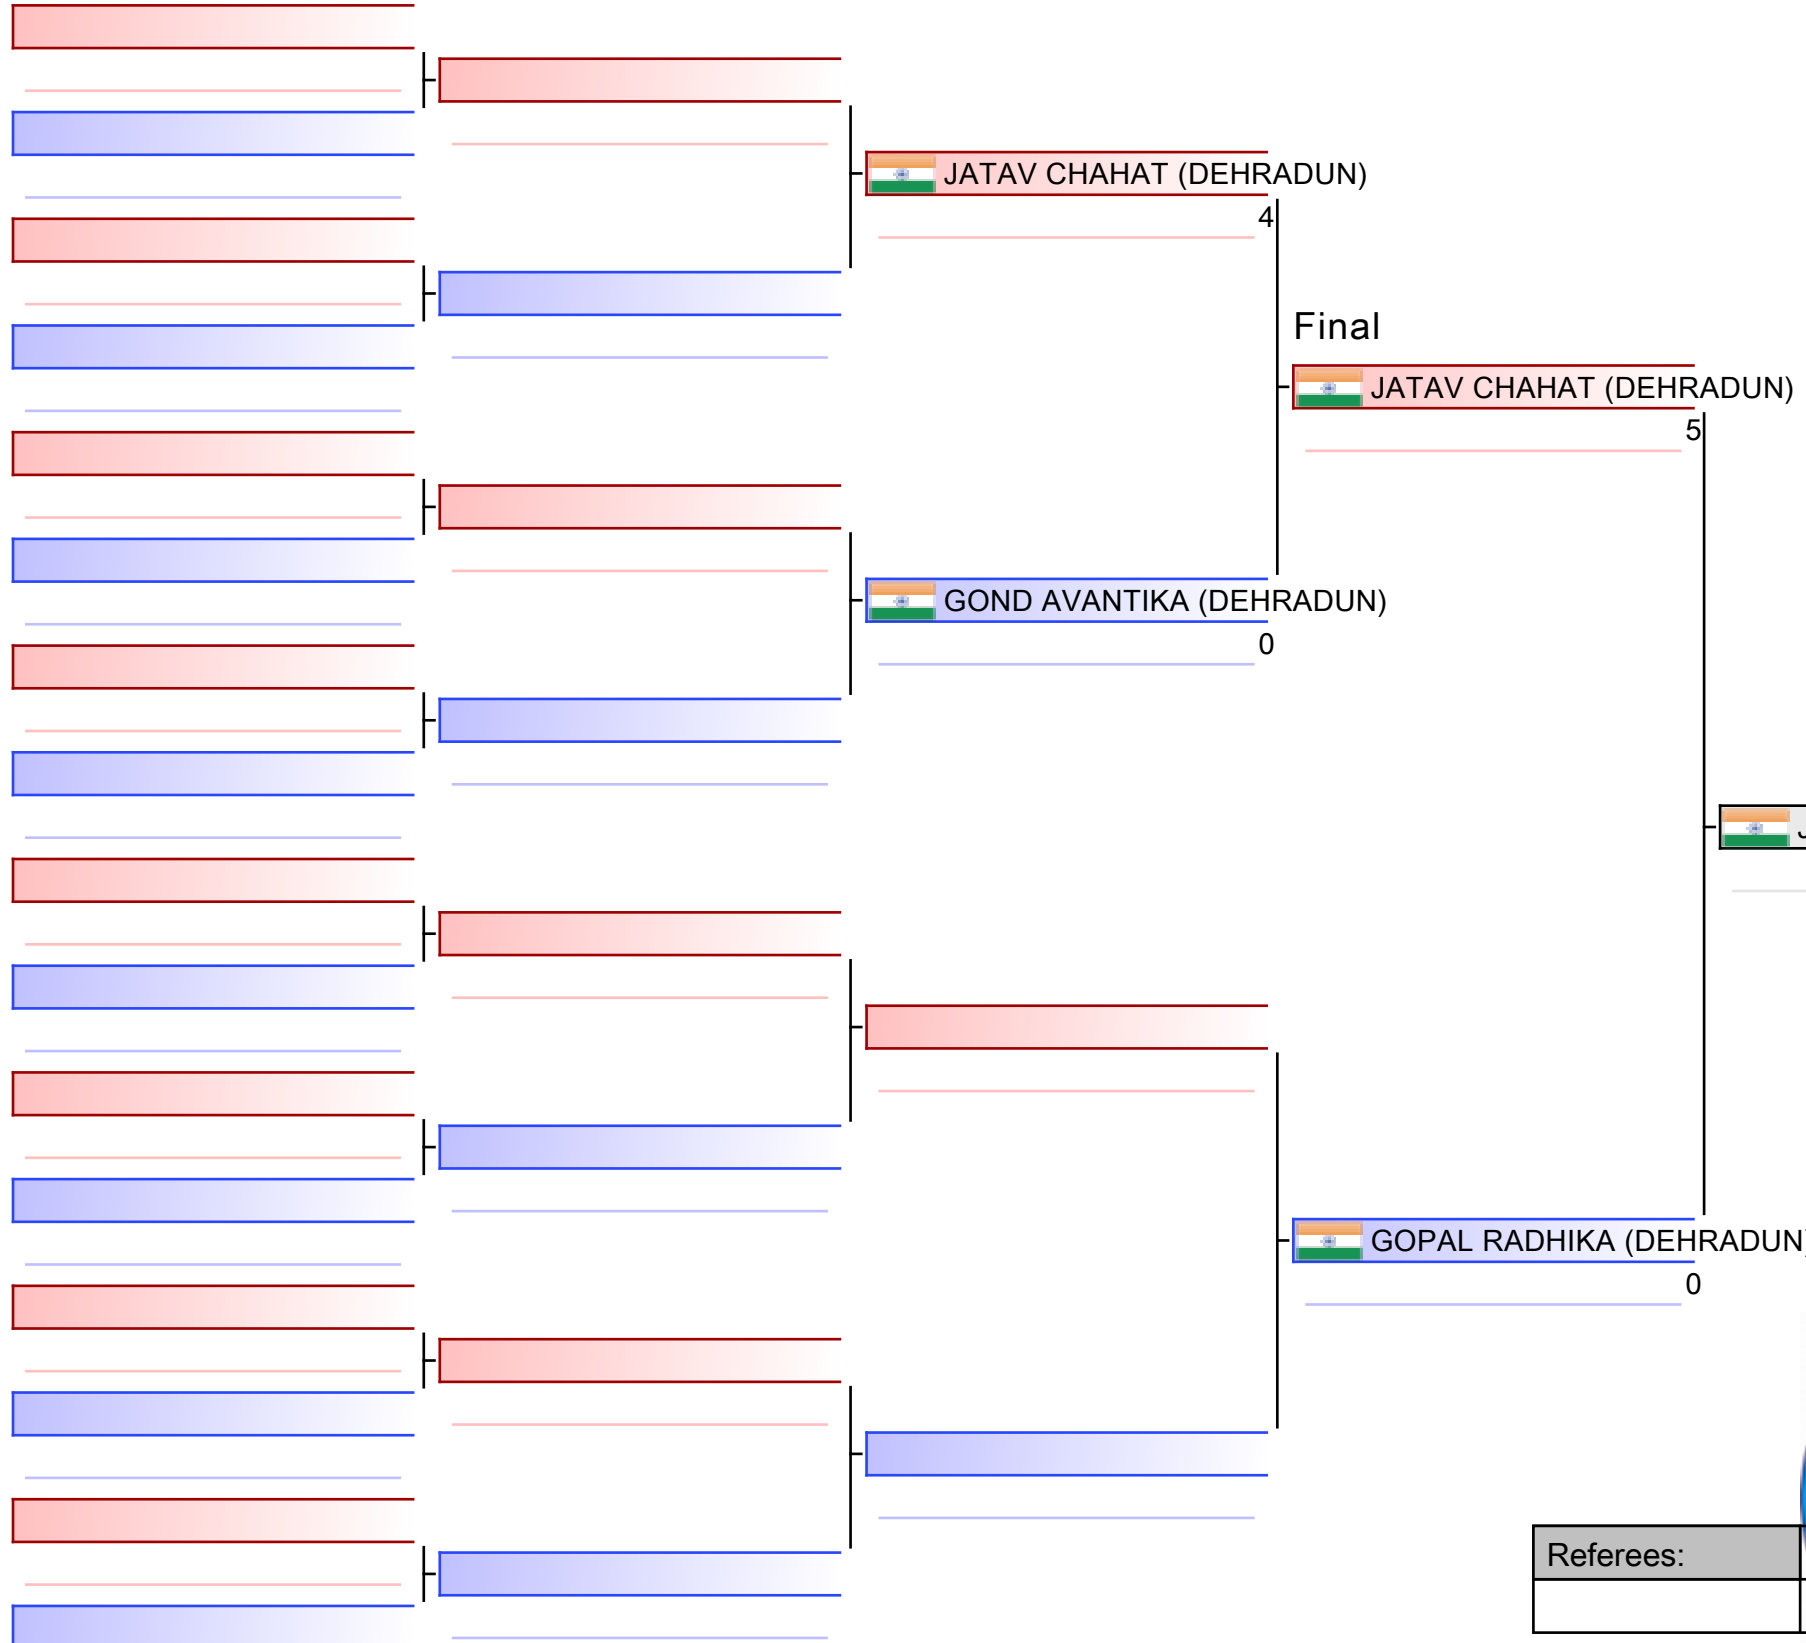 JATAV CHAHAT (DEHRADUN)
4
Final
JATAV CHAHAT (DEHRADUN)
5
GOND AVANTIKA (DEHRADUN)
0
GOPAL RADHIKA (DEHRADUN)
0
Referees: